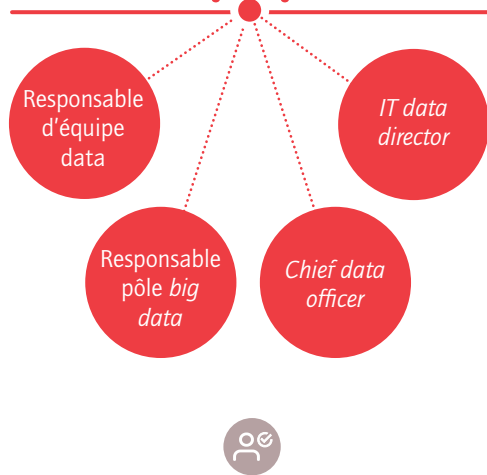 Responsable
d'équipe
data
IT data
director
Responsable
pôle big
data
Chief data
officer